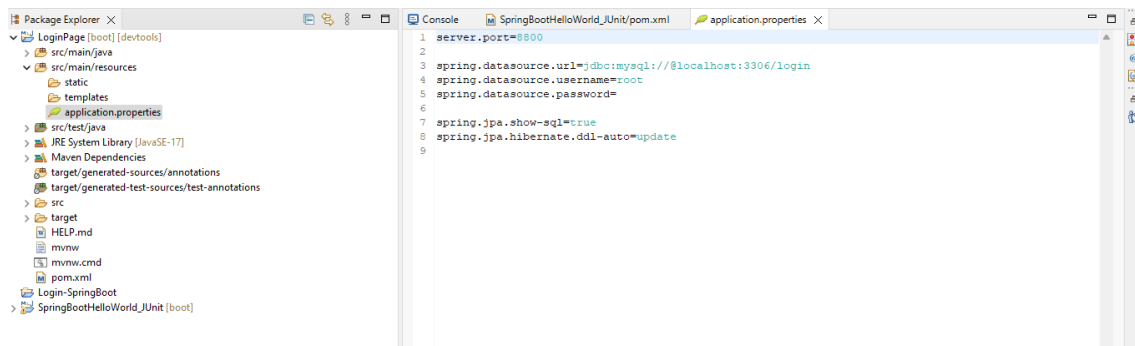 Package Explorer
LoginPage [boot] [devtools]
src/main/java
src/main/resources
static
templates
application.properties
src/test/java
JRE System Library [JavaSE-17]
Maven Dependencies
target/generated-sources/annotations
target/generated-test-sources/test-annotations
src
target
HELP.md
mvnw
mvnw.cmd
pom.xml
Login-SpringBoot
SpringBootHelloWorld_JUnit [boot]
Console SpringBootHelloWorld_JUnit/pom.xml application.properties
1 server.port=8800
2
3 spring.datasource.url=jdbc:mysql://@localhost:3306/login
4 spring.datasource.username=root
5 spring.datasource.password=
6
7 spring.jpa.show-sql=true
8 spring.jpa.hibernate.ddl-auto=update
9